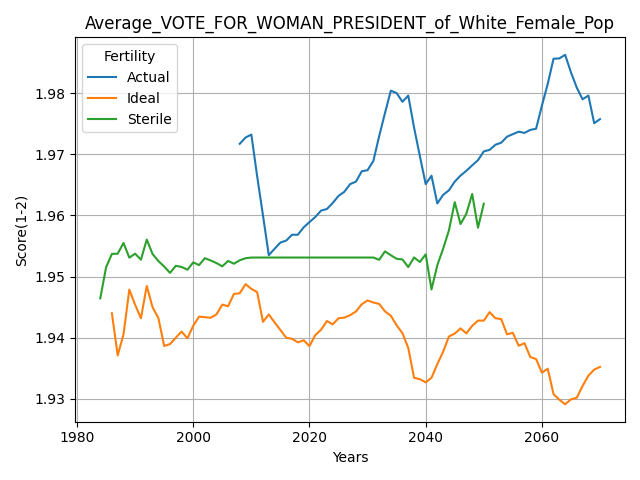 Average_VOTE_FOR_WOMAN_PRESIDENT_of_White_Female_Pop
Fertility
Actual
Ideal
Sterile
Score(1-2)
1.98
1.97
1.96
1.95
1.94
1.93
1980
2000
2020
2040
2060
Years